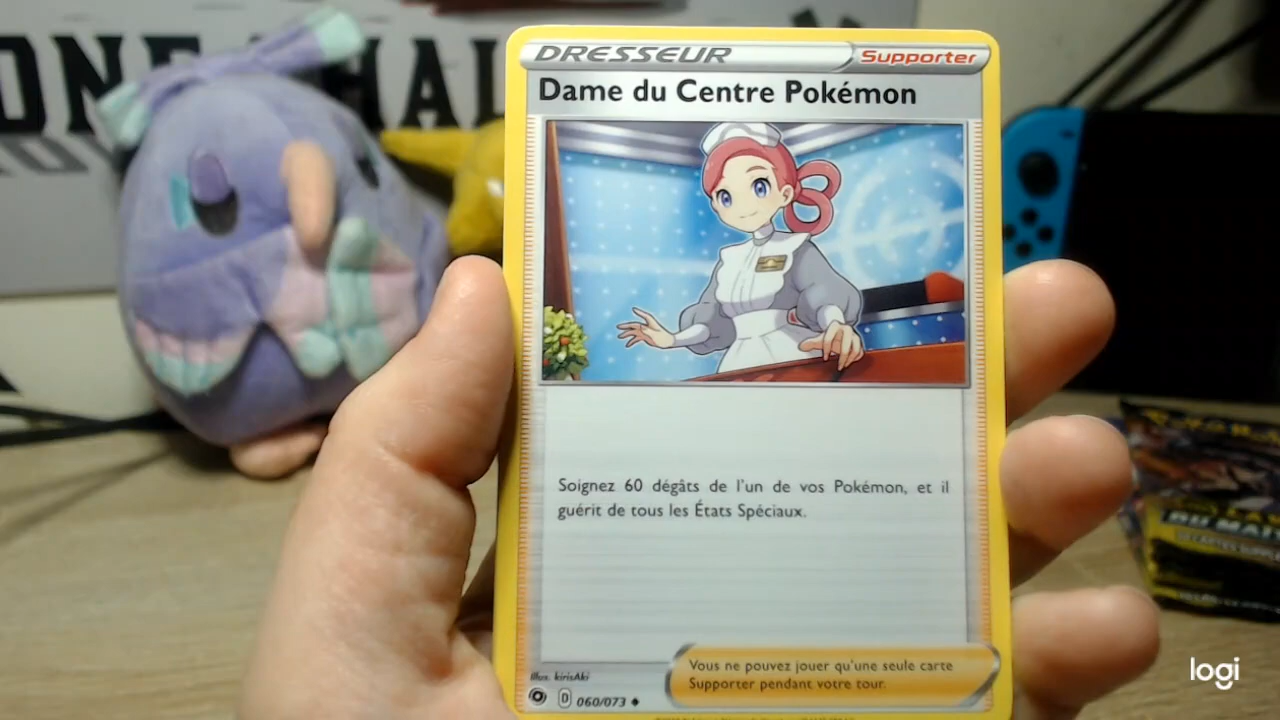 DRESSEUR
Supporter
Dame du Centre Pokémon
Soignez 60 dégâts de l'un de vos Pokémon, et il
guérit de tous les États Spéciaux.
Vous ne pouvez jouer qu'une seule carte
Supporter pendant votre tour.
Illus. kirisAki
D 060/073
logi